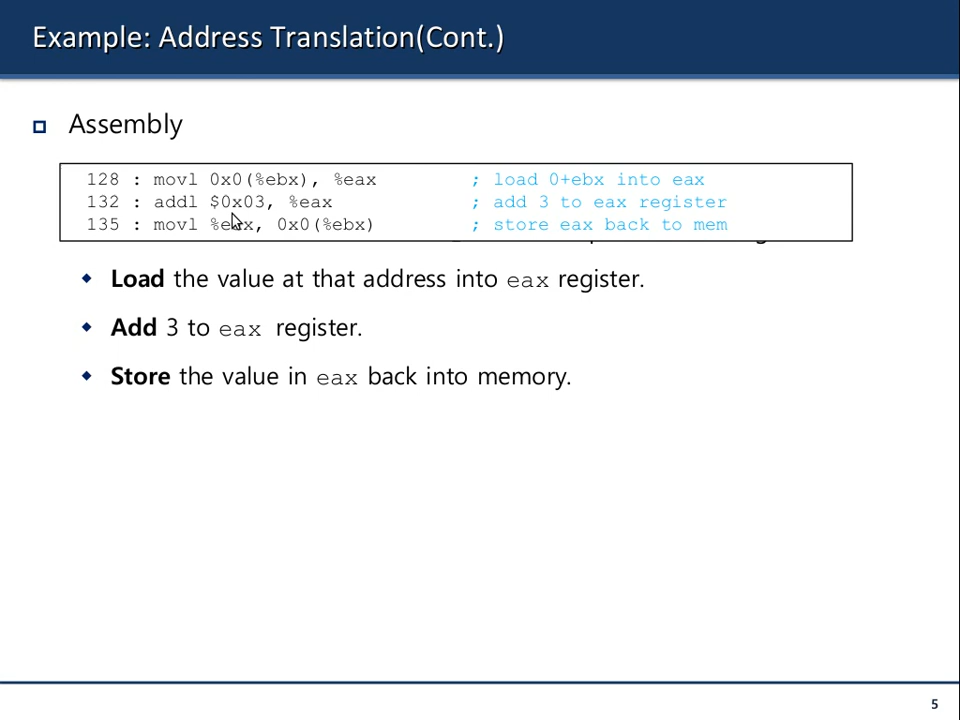 Example: Address Translation(Cont.)
Assembly
128 : movl 0x0(%ebx), %eax ; load 0+ebx into eax
132 : addl $0x03, %eax ; add 3 to eax register
135 : movl %eax, 0x0(%ebx) ; store eax back to mem
Load the value at that address into eax register.
Add 3 to eax register.
Store the value in eax back into memory.
5